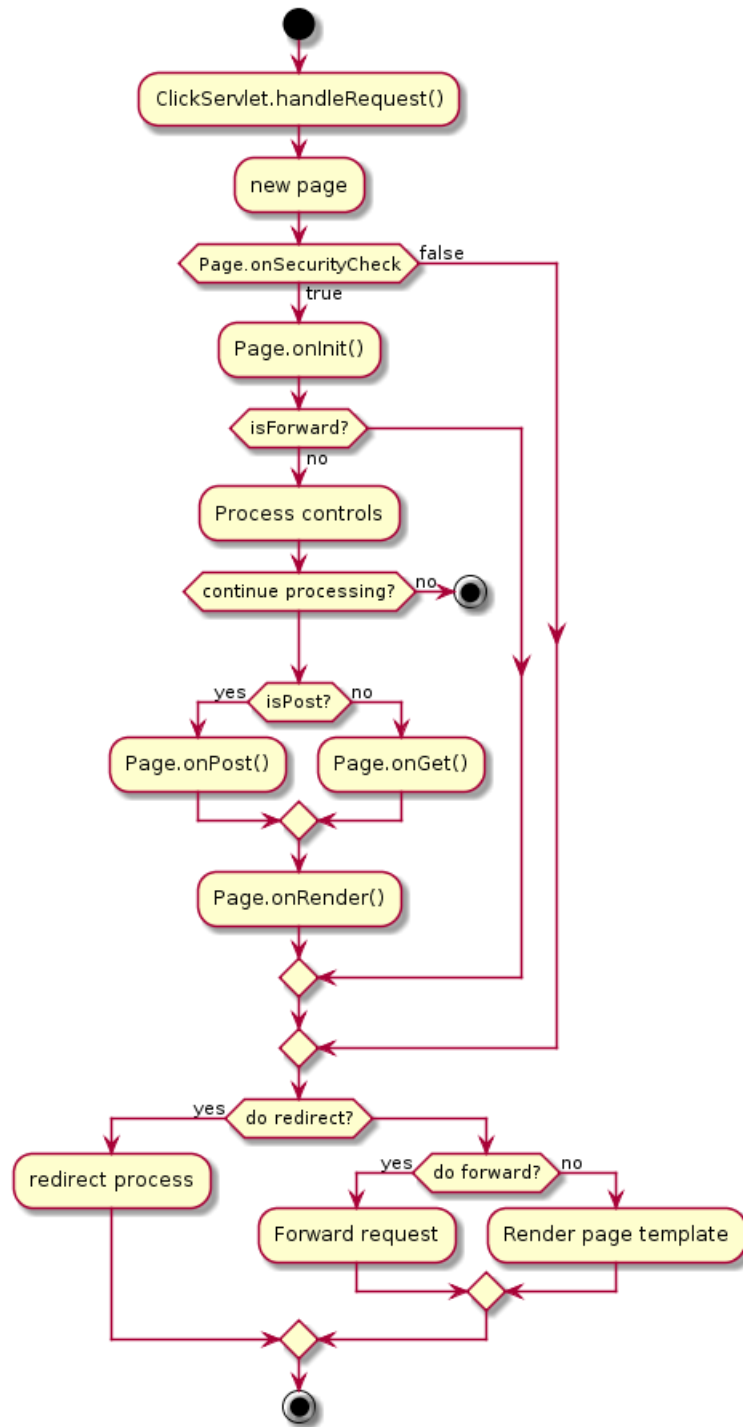 ClickServlet.handleRequest()
new page
Page.onSecurityCheck
false
true
Page.onInit()
isForward?
no
Process controls
continue processing?
no
yes
isPost?
no
Page.onPost()
Page.onGet()
Page.onRender()
yes
do redirect?
redirect process
yes
do forward?
no
Forward request
Render page template